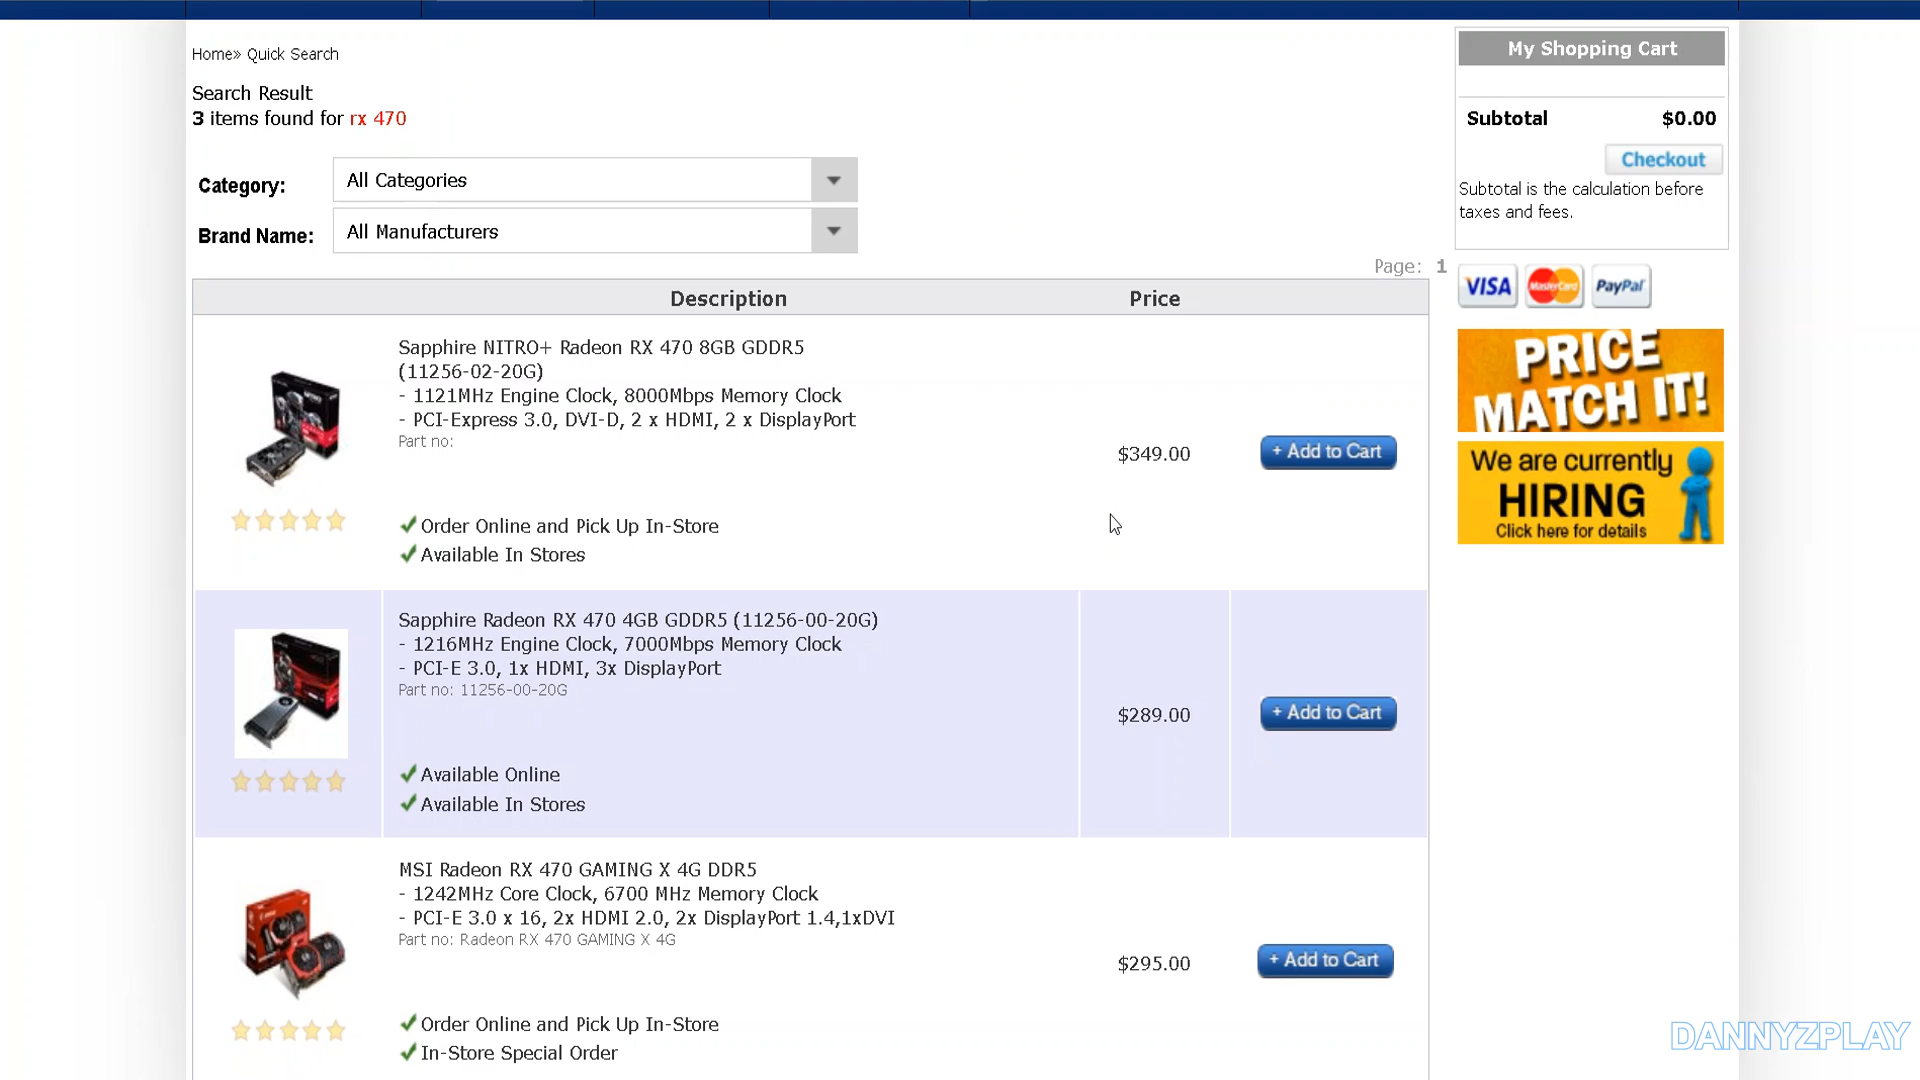 Home» Quick Search
Search Result
3 items found for rx 470
Category: All Categories
Brand Name: All Manufacturers
Page: 1
Description Price
Sapphire NITRO+ Radeon RX 470 8GB GDDR5
(11256-02-20G)
- 1121MHz Engine Clock, 8000Mbps Memory Clock
- PCI-Express 3.0, DVI-D, 2 x HDMI, 2 x DisplayPort
Part no:
$349.00 + Add to Cart
Order Online and Pick Up In-Store
Available In Stores
Sapphire Radeon RX 470 4GB GDDR5 (11256-00-20G)
- 1216MHz Engine Clock, 7000Mbps Memory Clock
- PCI-E 3.0, 1x HDMI, 3x DisplayPort
Part no: 11256-00-20G
$289.00 + Add to Cart
Available Online
Available In Stores
MSI Radeon RX 470 GAMING X 4G DDR5
- 1242MHz Core Clock, 6700 MHz Memory Clock
- PCI-E 3.0 x 16, 2x HDMI 2.0, 2x DisplayPort 1.4,1xDVI
Part no: Radeon RX 470 GAMING X 4G
$295.00 + Add to Cart
Order Online and Pick Up In-Store
In-Store Special Order
My Shopping Cart
Subtotal $0.00
Checkout
Subtotal is the calculation before
taxes and fees.
VISA MasterCard PayPal
PRICE
MATCH IT!
We are currently
HIRING
Click here for details
DANNYZPLAY